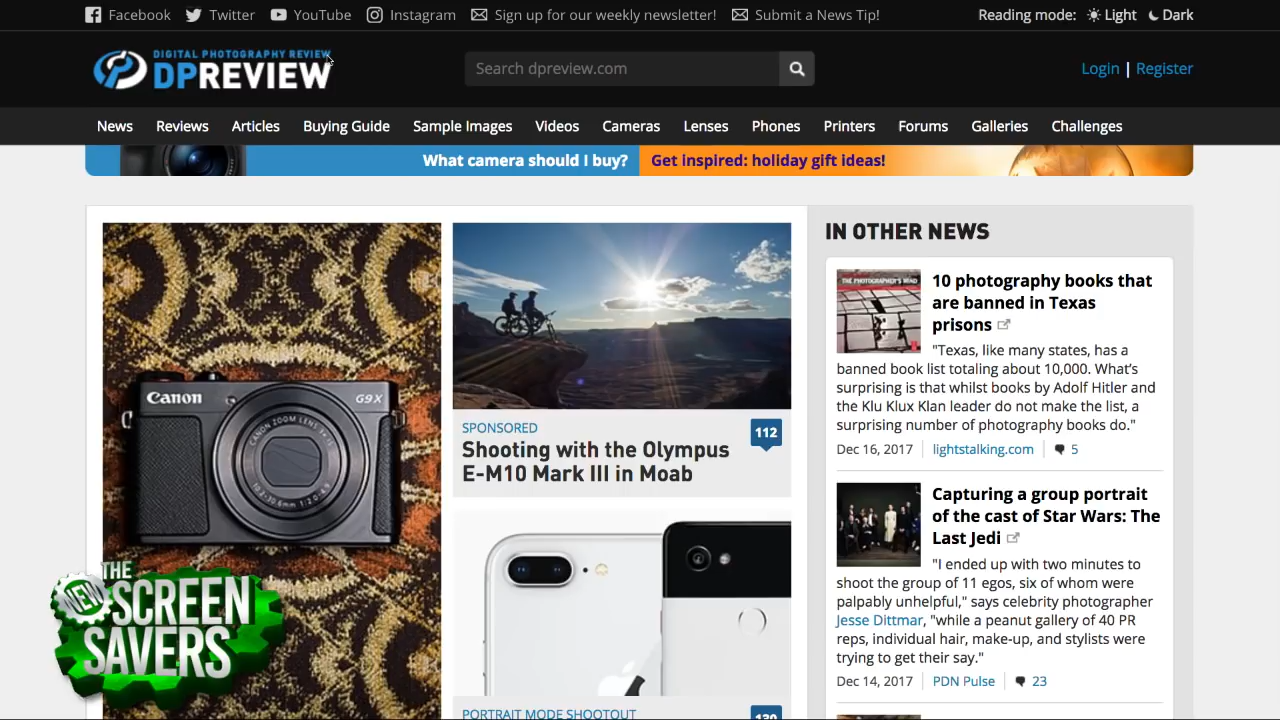 Facebook Twitter YouTube Instagram Sign up for our weekly newsletter! Submit a News Tip! Reading mode: Light Dark
DIGITAL PHOTOGRAPHY REVIEW
DPREVIEW
Search dpreview.com
Login | Register
News Reviews Articles Buying Guide Sample Images Videos Cameras Lenses Phones Printers Forums Galleries Challenges
What camera should I buy? Get inspired: holiday gift ideas!
Canon G9X
CANON ZOOM LENS
SPONSORED
112
Shooting with the Olympus
E-M10 Mark III in Moab
PORTRAIT MODE SHOOTOUT
130
IN OTHER NEWS
THE PHOTOGRAPHER'S MIND
10 photography books that
are banned in Texas
prisons
"Texas, like many states, has a
banned book list totaling about 10,000. What's
surprising is that whilst books by Adolf Hitler and
the Klu Klux Klan leader do not make the list, a
surprising number of photography books do."
Dec 16, 2017 lightstalking.com 5
Capturing a group portrait
of the cast of Star Wars: The
Last Jedi
"I ended up with two minutes to
shoot the group of 11 egos, six of whom were
palpably unhelpful," says celebrity photographer
Jesse Dittmar, "while a peanut gallery of 40 PR
reps, individual hair, make-up, and stylists were
trying to get their say."
Dec 14, 2017 PDN Pulse 23
THE
NEW
SCREEN
SAVERS